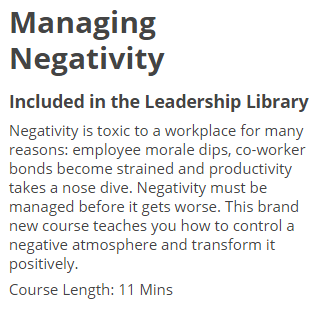 Managing
Negativity
Included in the Leadership Library
Negativity is toxic to a workplace for many
reasons: employee morale dips, co-worker
bonds become strained and productivity
takes a nose dive. Negativity must be
managed before it gets worse. This brand
new course teaches you how to control a
negative atmosphere and transform it
positively.
Course Length: 11 Mins